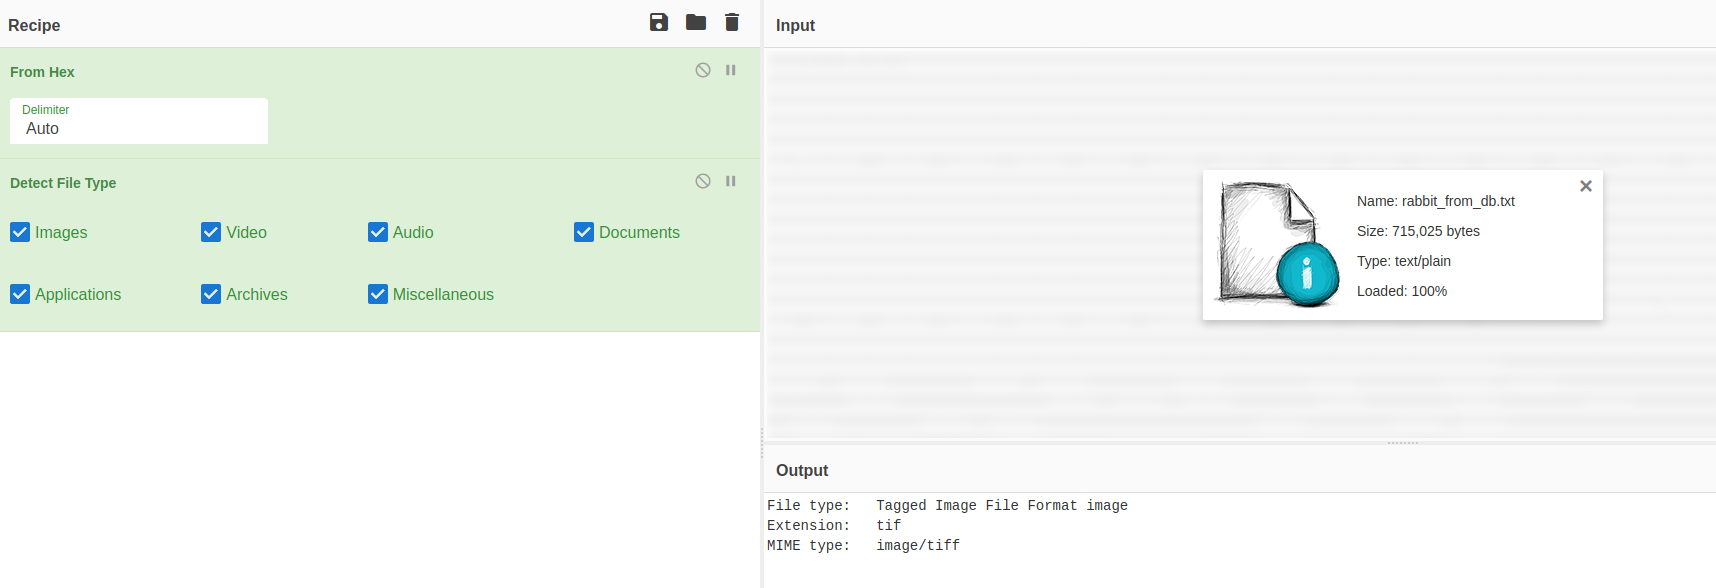 Recipe
From Hex
Delimiter
Auto
Detect File Type
Images
Video
Audio
Documents
Applications
Archives
Miscellaneous
Input
Name: rabbit_from_db.txt
Size: 715,025 bytes
Type: text/plain
Loaded: 100%
Output
File type:   Tagged Image File Format image
Extension:   tif
MIME type:   image/tiff